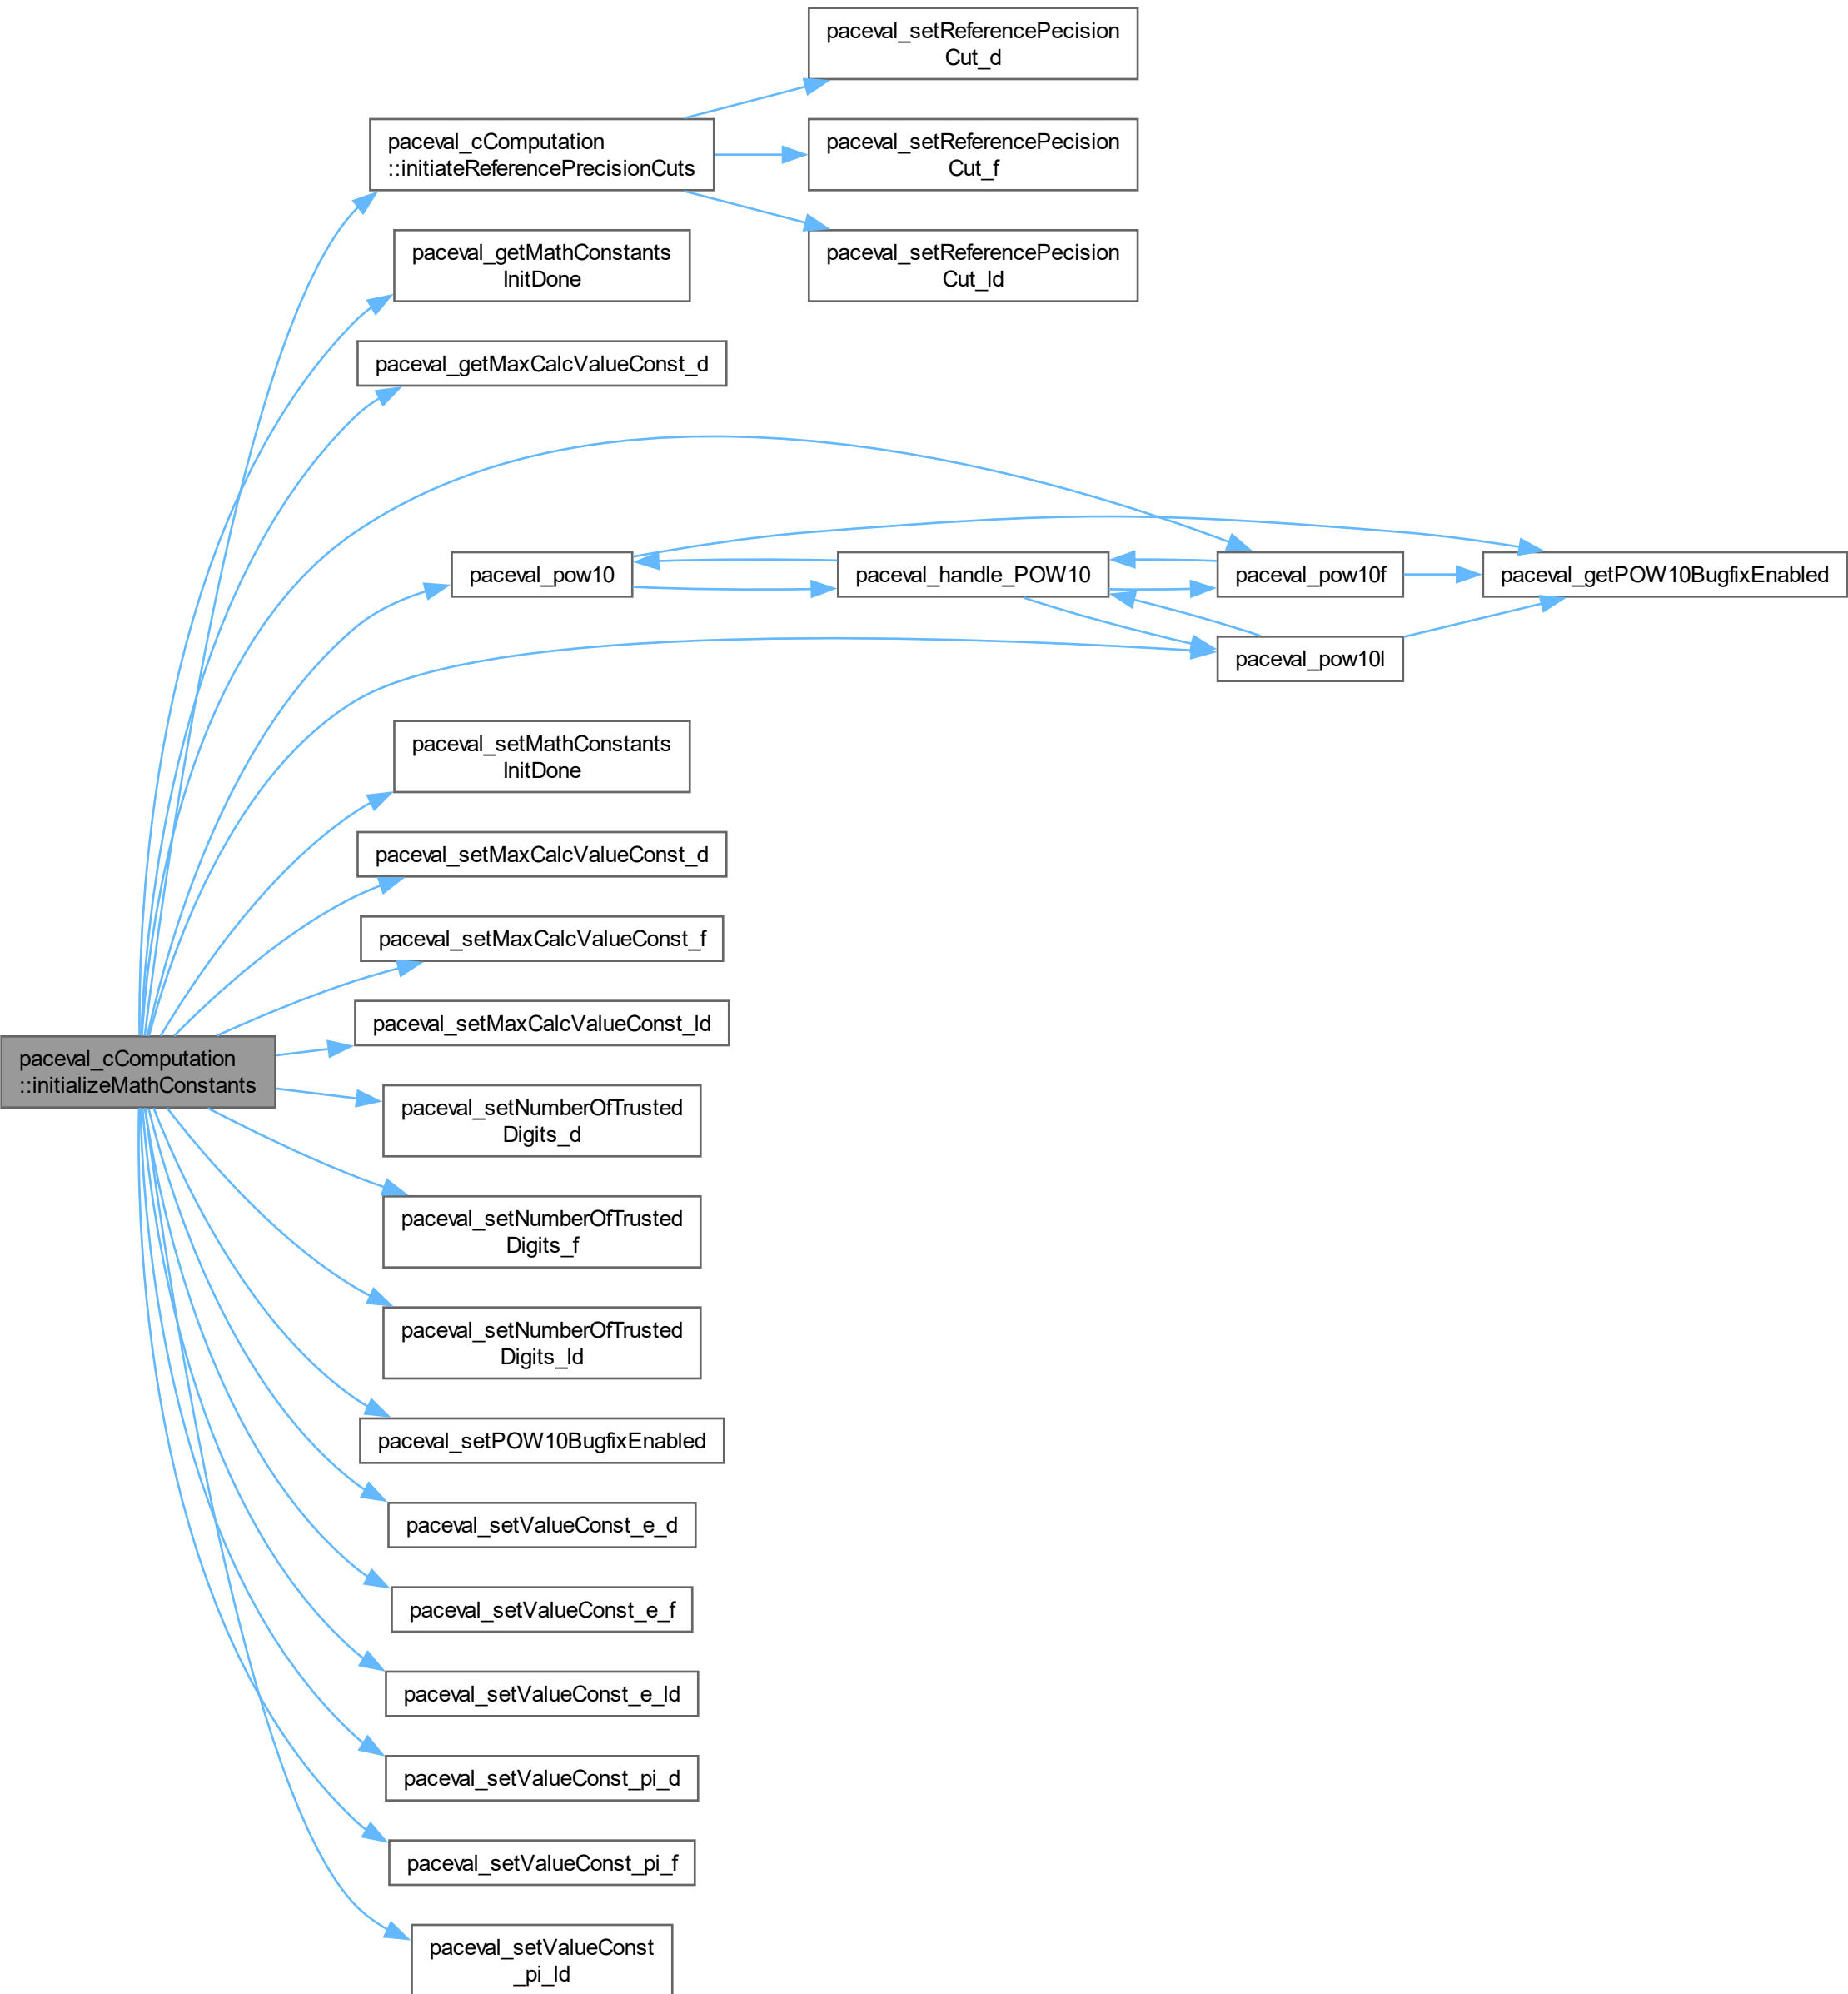 paceval_setReferencePecision
Cut_d
paceval_cComputation
::initiateReferencePrecisionCuts
paceval_setReferencePecision
Cut_f
paceval_setReferencePecision
Cut_ld
paceval_getMathConstants
InitDone
paceval_getMaxCalcValueConst_d
paceval_pow10
paceval_handle_POW10
paceval_pow10f
paceval_getPOW10BugfixEnabled
paceval_pow10l
paceval_setMathConstants
InitDone
paceval_setMaxCalcValueConst_d
paceval_setMaxCalcValueConst_f
paceval_setMaxCalcValueConst_ld
paceval_cComputation
::initializeMathConstants
paceval_setNumberOfTrusted
Digits_d
paceval_setNumberOfTrusted
Digits_f
paceval_setNumberOfTrusted
Digits_ld
paceval_setPOW10BugfixEnabled
paceval_setValueConst_e_d
paceval_setValueConst_e_f
paceval_setValueConst_e_ld
paceval_setValueConst_pi_d
paceval_setValueConst_pi_f
paceval_setValueConst
_pi_ld